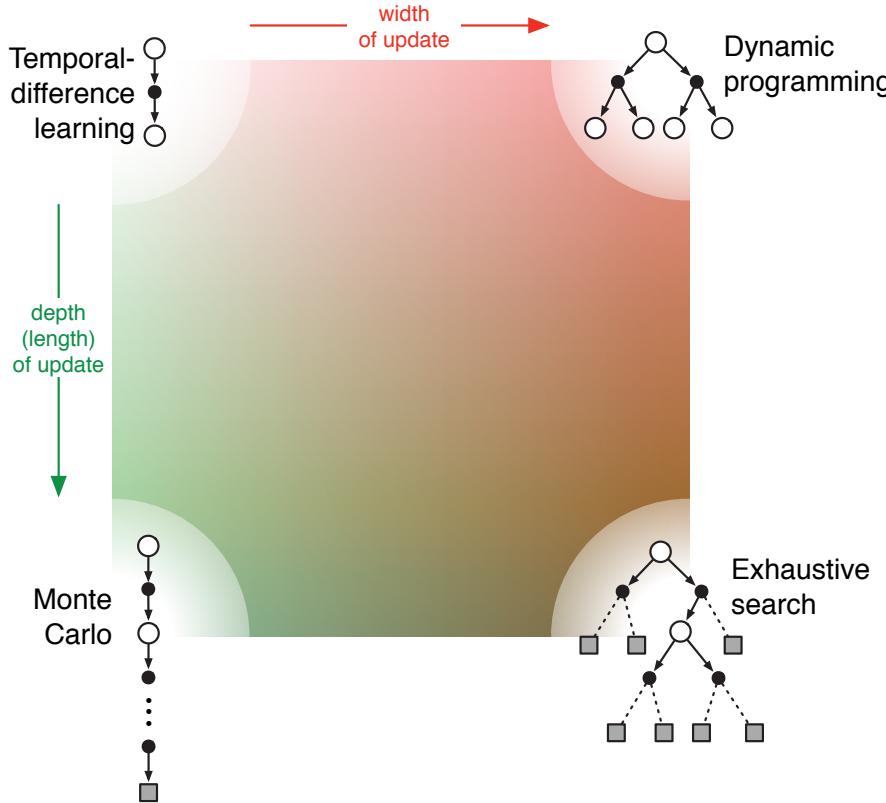 width
of update
Temporal-
difference
learning
Dynamic
programming
depth
(length)
of update
Monte
Carlo
Exhaustive
search